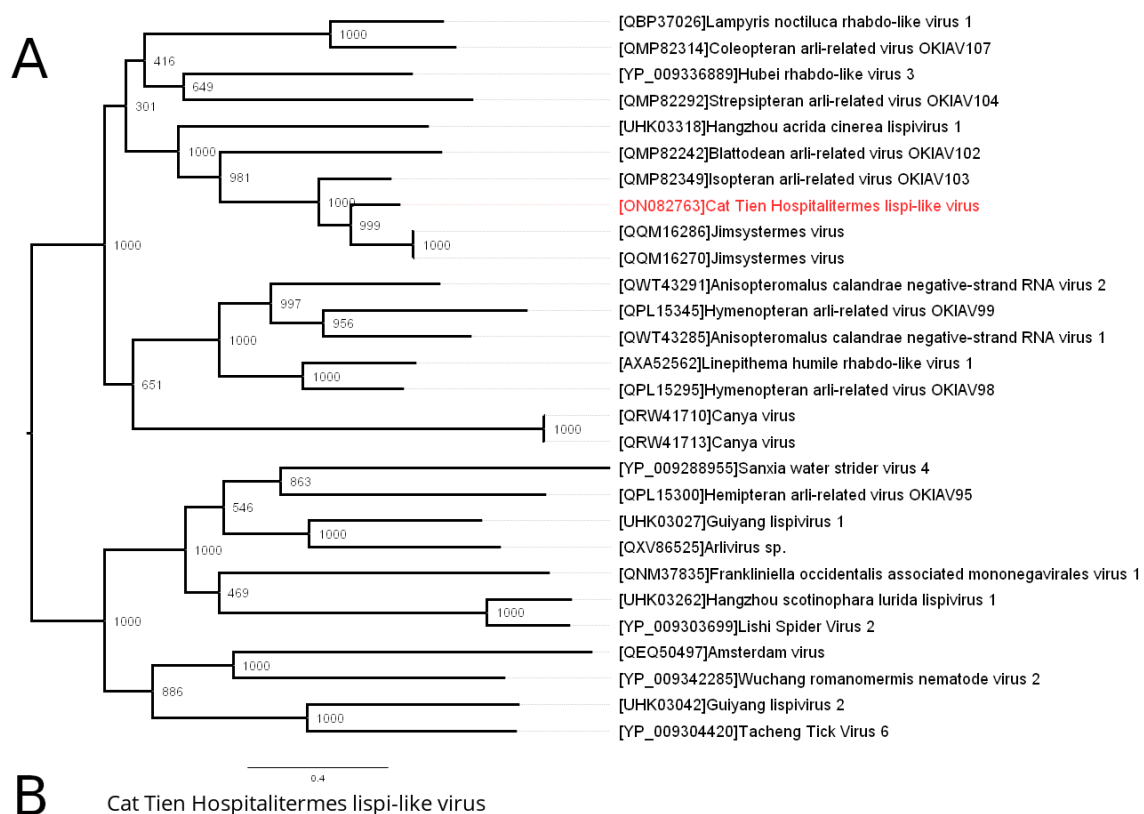 A
[QBP37026]Lampyris noctiluca rhabdo-like virus 1
1000
[QMP82314]Coleopteran arli-related virus OKIAV107
416
[YP_009336889]Hubei rhabdo-like virus 3
649
[QMP82292]Strepsipteran arli-related virus OKIAV104
301
[UHK03318]Hangzhou acrida cinerea lispivirus 1
1000
[QMP82242]Blattodean arli-related virus OKIAV102
981
[QMP82349]Isopteran arli-related virus OKIAV103
1000
[ON082763]Cat Tien Hospitalitermes lispi-like virus
999
[QQM16286]Jimsystermes virus
1000
[QQM16270]Jimsystermes virus
1000
[QWT43291]Anisopteromalus calandrae negative-strand RNA virus 2
997
[QPL15345]Hymenopteran arli-related virus OKIAV99
956
[QWT43285]Anisopteromalus calandrae negative-strand RNA virus 1
1000
[AXA52562]Linepithema humile rhabdo-like virus 1
1000
[QPL15295]Hymenopteran arli-related virus OKIAV98
651
[QRW41710]Canya virus
1000
[QRW41713]Canya virus
[YP_009288955]Sanxia water strider virus 4
863
[QPL15300]Hemipteran arli-related virus OKIAV95
546
[UHK03027]Guiyang lispivirus 1
1000
[QXV86525]Arlivirus sp.
1000
[QNM37835]Frankliniella occidentalis associated mononegavirales virus 1
469
[UHK03262]Hangzhou scotinophara lurida lispivirus 1
1000
[YP_009303699]Lishi Spider Virus 2
1000
[QEQ50497]Amsterdam virus
1000
[YP_009342285]Wuchang romanomermis nematode virus 2
886
[UHK03042]Guiyang lispivirus 2
1000
[YP_009304420]Tacheng Tick Virus 6
0.4
B
Cat Tien Hospitalitermes lispi-like virus